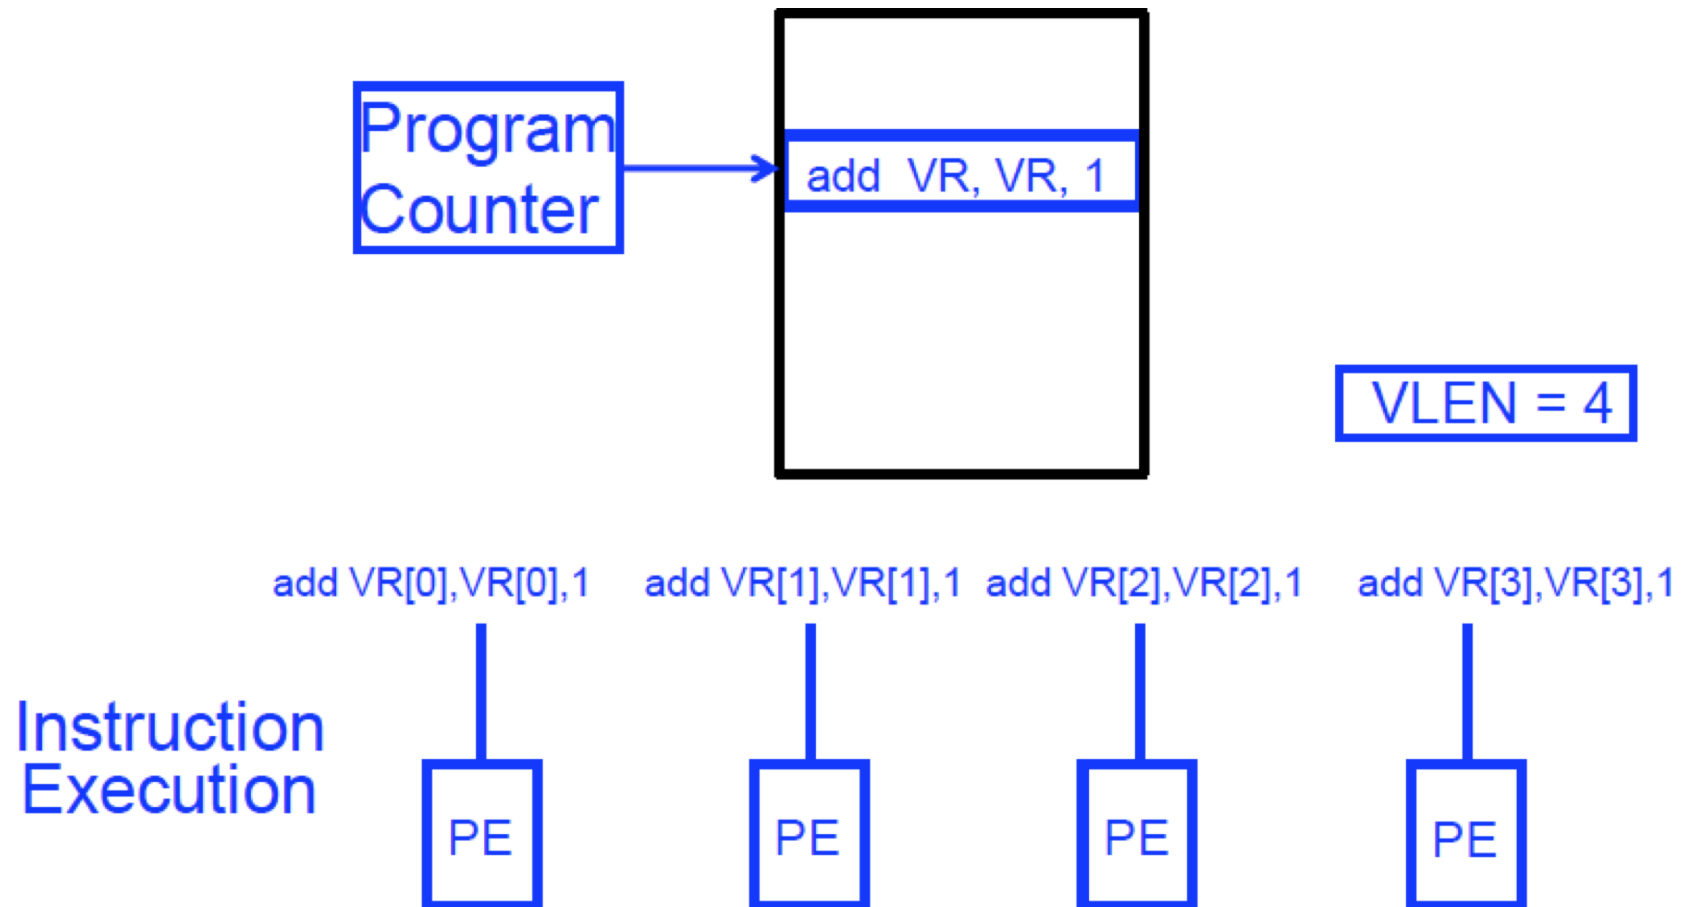 Program
Counter
add VR, VR, 1
VLEN = 4
add VR[0],VR[0],1
add VR[1],VR[1],1
add VR[2],VR[2],1
add VR[3],VR[3],1
Instruction
Execution
PE
PE
PE
PE